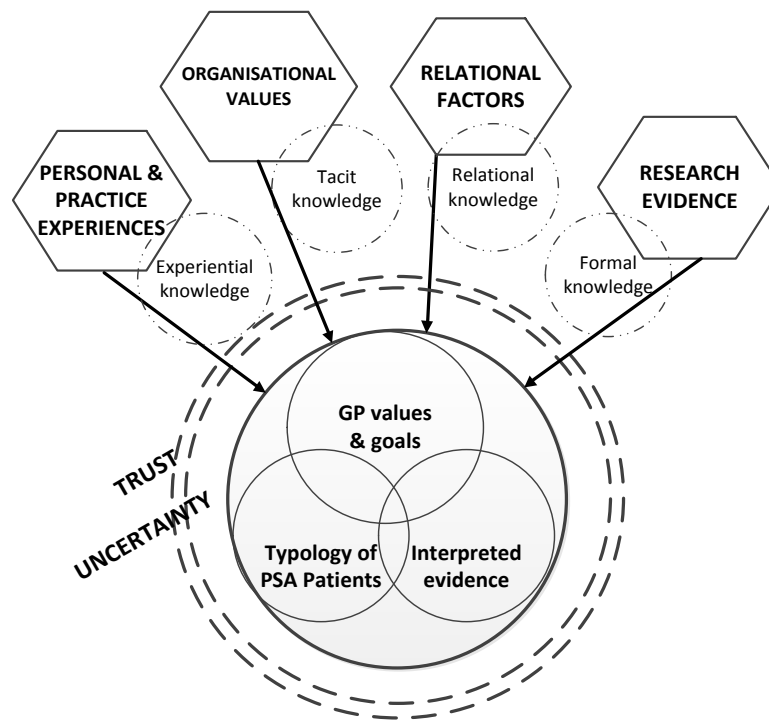 ORGANISATIONAL
VALUES
RELATIONAL
FACTORS
PERSONAL &
PRACTICE
EXPERIENCES
RESEARCH
EVIDENCE
Tacit
knowledge
Relational
knowledge
Experiential
knowledge
Formal
knowledge
GP values
& goals
TRUST
UNCERTAINTY
Typology of
PSA Patients
Interpreted
evidence